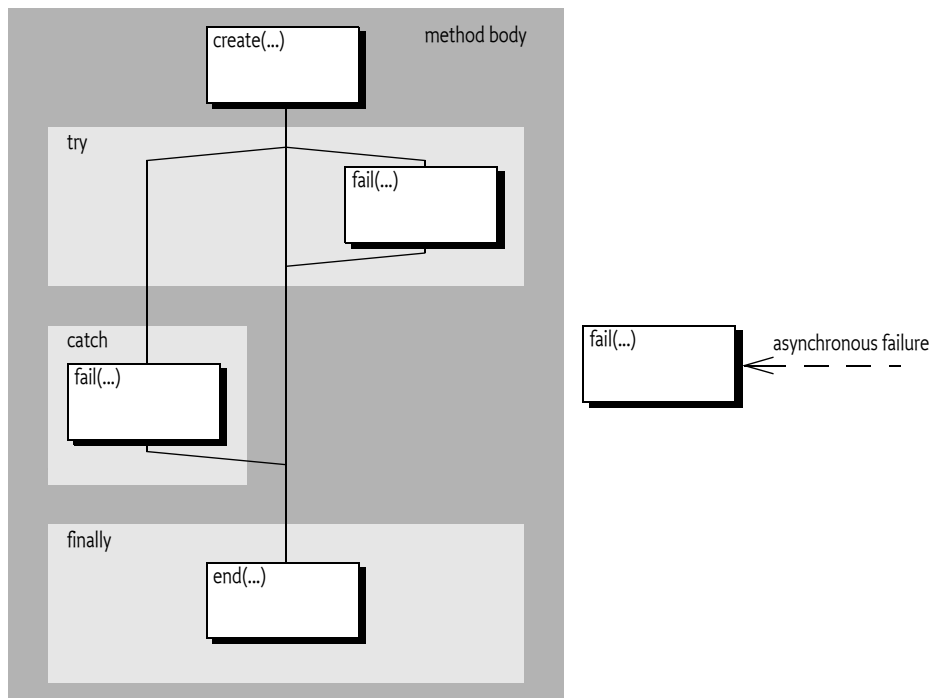 method body
create(...)
try
fail(...)
catch
fail(...)
finally
end(...)
fail(...)
asynchronous failure